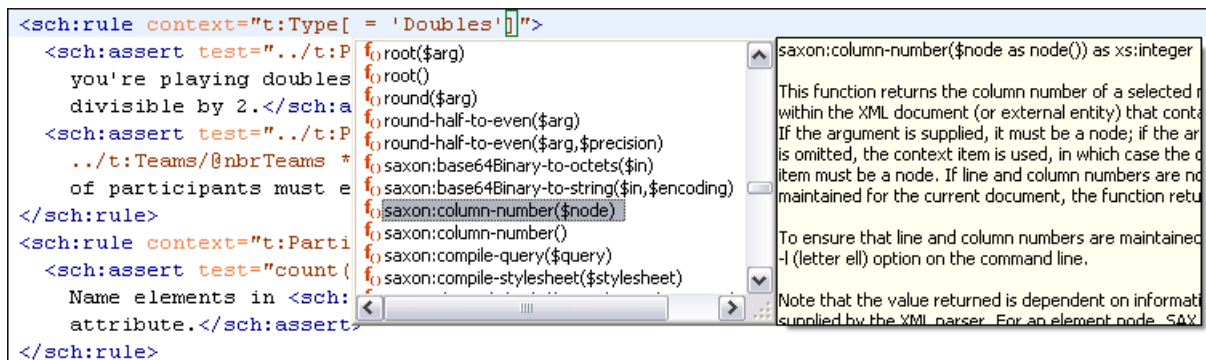 <sch:rule context="t:Type[ = 'Doubles']">
<sch:assert test="../t:P
you're playing doubles
divisible by 2.</sch:a
<sch:assert test="../t:P
../t:Teams/@nbrTeams *
of participants must e
</sch:rule>
<sch:rule context="t:Parti
<sch:assert test="count(
Name elements in <sch:
attribute.</sch:assert>
</sch:rule>
f() root($arg)
f() root()
f() round($arg)
f() round-half-to-even($arg)
f() round-half-to-even($arg,$precision)
f() saxon:base64Binary-to-octets($in)
f() saxon:base64Binary-to-string($in,$encoding)
f() saxon:column-number($node)
f() saxon:column-number()
f() saxon:compile-query($query)
f() saxon:compile-stylesheet($stylesheet)
saxon:column-number($node as node()) as xs:integer
This function returns the column number of a selected
within the XML document (or external entity) that conta
If the argument is supplied, it must be a node; if the ar
is omitted, the context item is used, in which case the
item must be a node. If line and column numbers are no
maintained for the current document, the function retu
To ensure that line and column numbers are maintained
-l (letter ell) option on the command line.
Note that the value returned is dependent on informati
supplied by the XML parser. For an element node, SAX